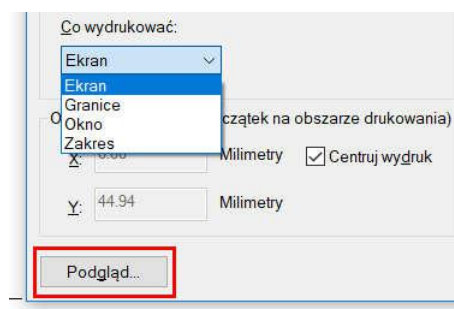 Co wydrukować:
Ekran
Ekran
Granice
Okno
Zakres
czątek na obszarze drukowania)
X: Milimetry Centruj wydruk
Y: 44.94 Milimetry
Podgląd...